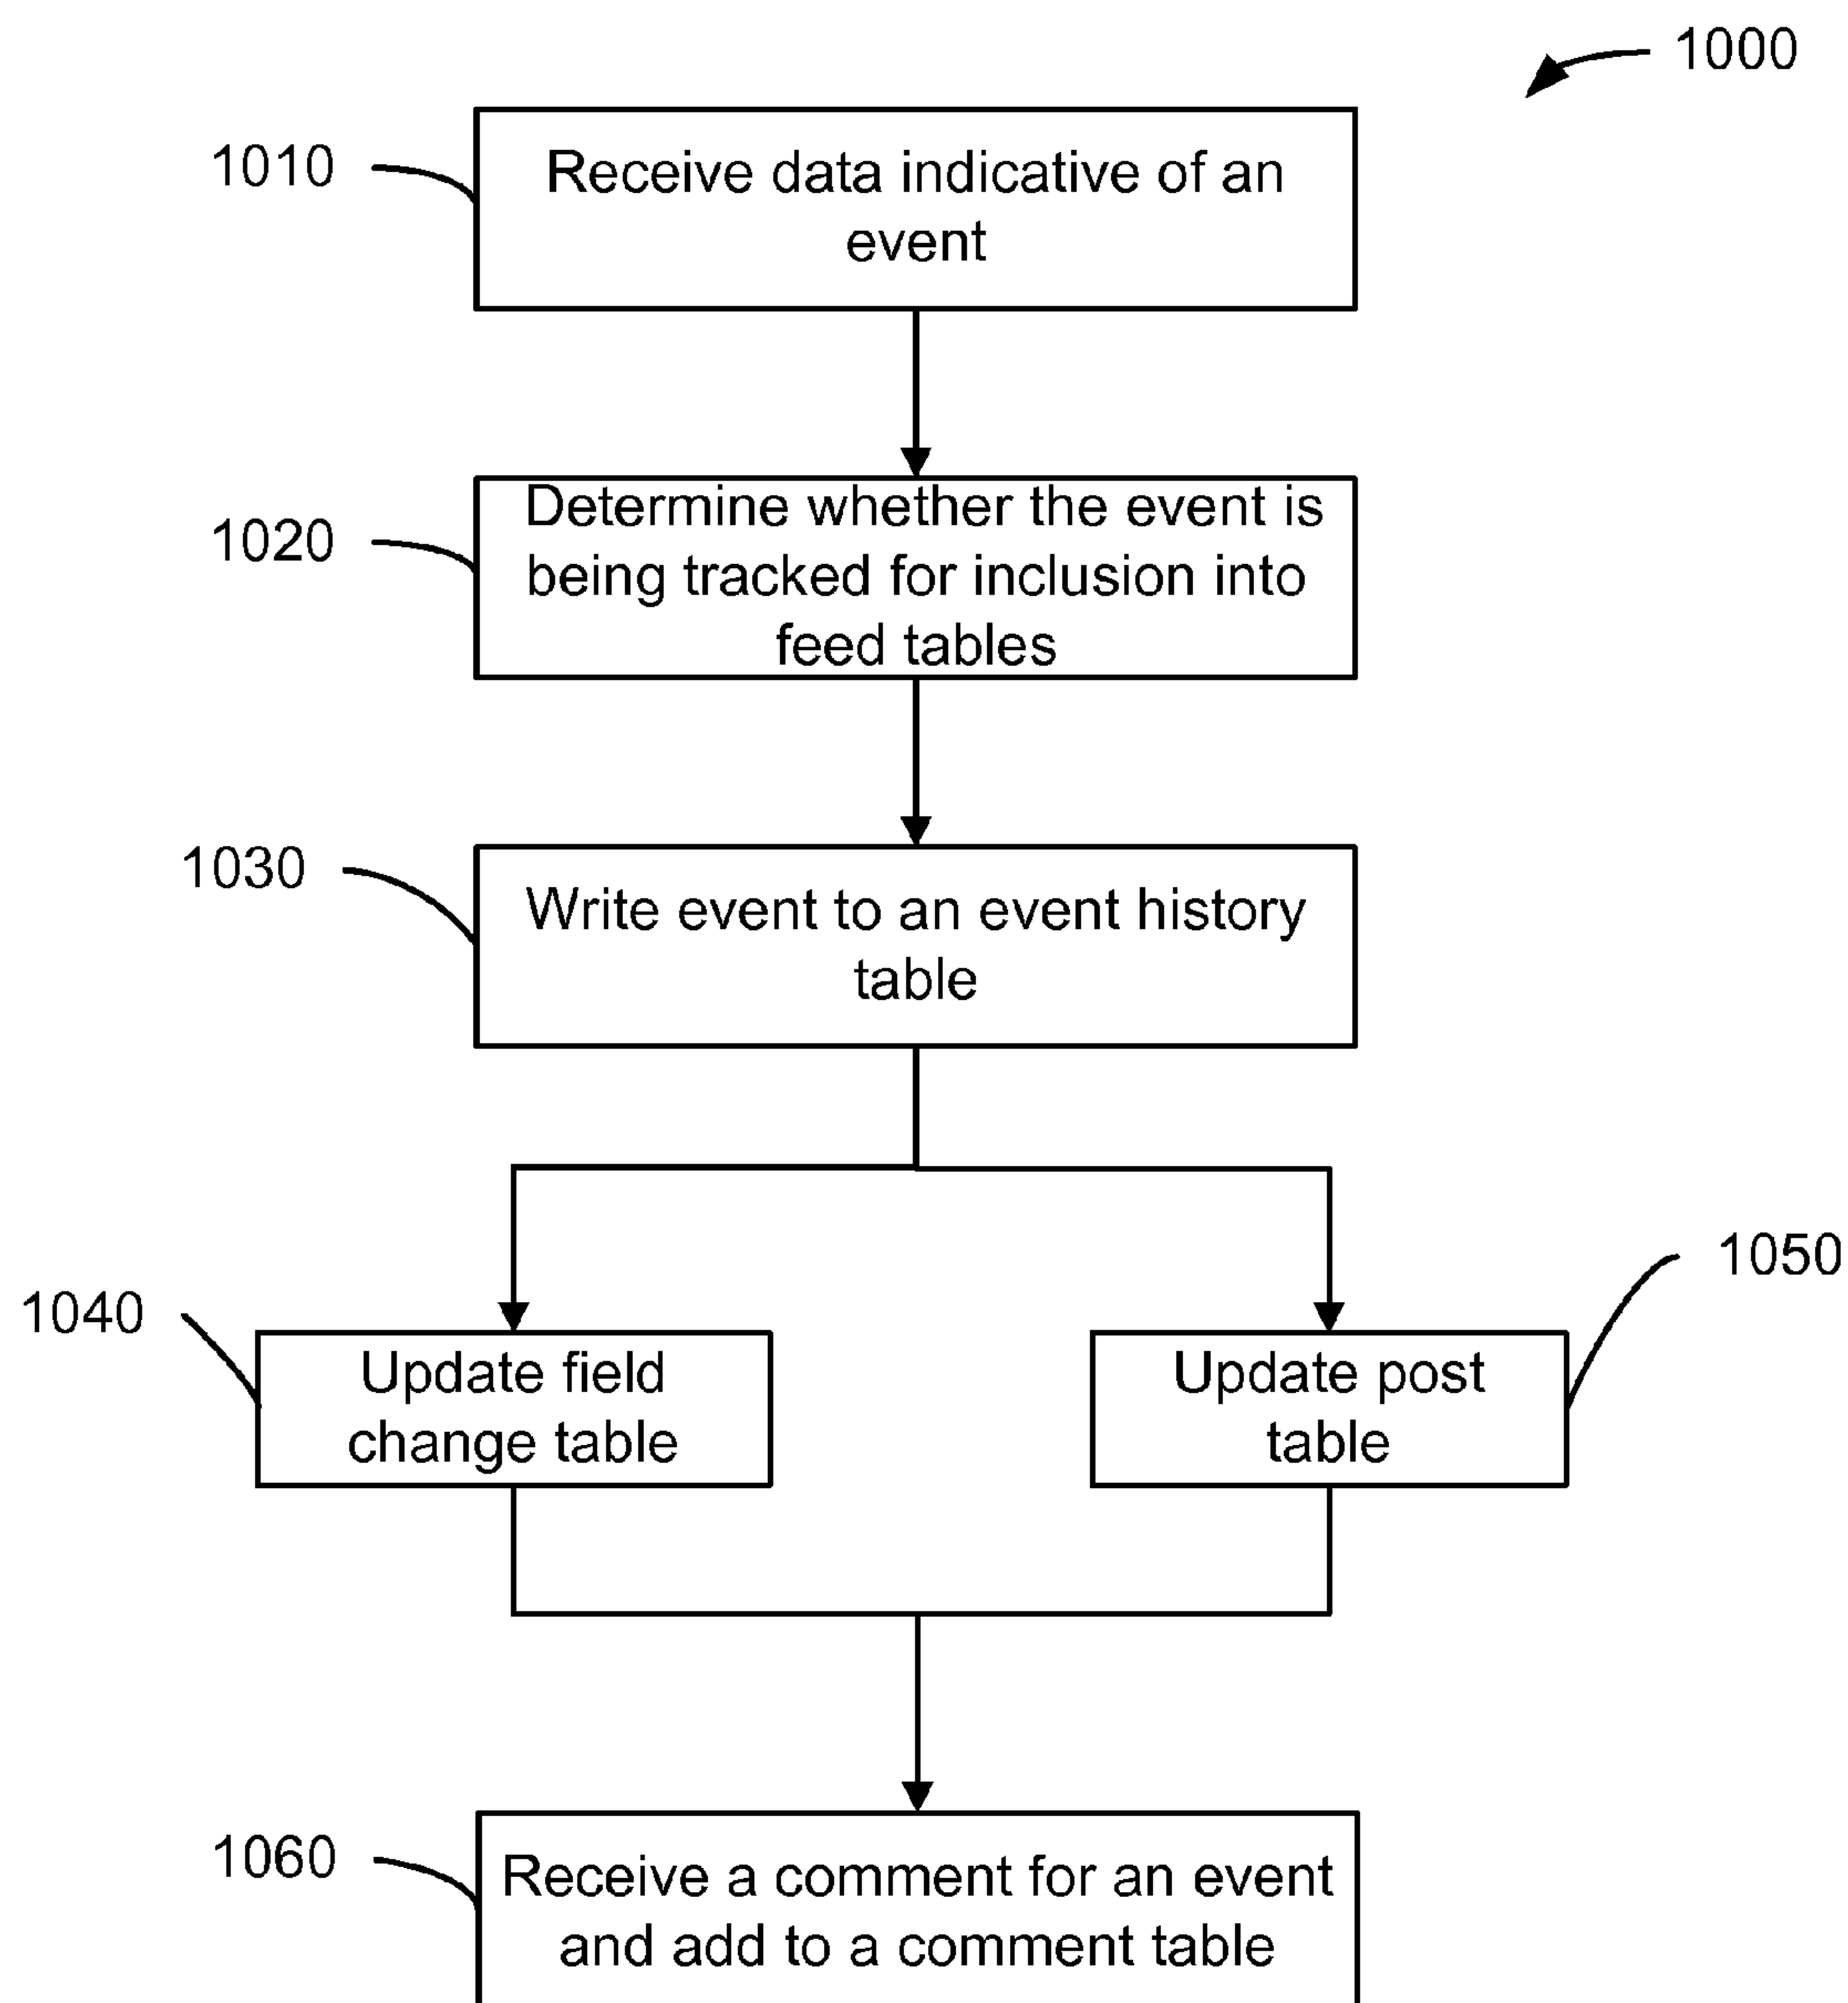 1000
1010
Receive data indicative of an
event
1020
Determine whether the event is
being tracked for inclusion into
feed tables
1030
Write event to an event history
table
1040
Update field
change table
1050
Update post
table
1060
Receive a comment for an event
and add to a comment table